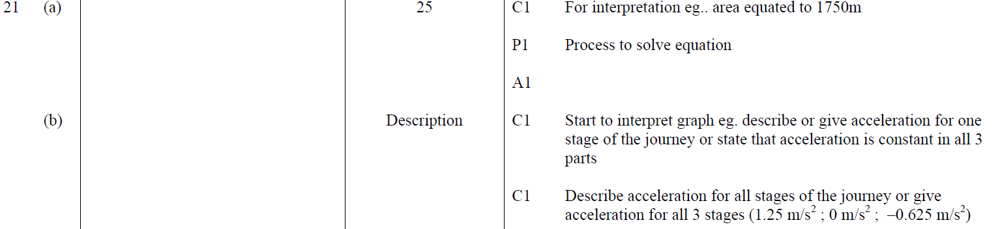 21 (a) 25 C1 For interpretation eg.. area equated to 1750m
P1 Process to solve equation
A1
(b) Description C1 Start to interpret graph eg. describe or give acceleration for one
stage of the journey or state that acceleration is constant in all 3
parts
C1 Describe acceleration for all stages of the journey or give
acceleration for all 3 stages (1.25 m/s² ; 0 m/s² ; –0.625 m/s²)